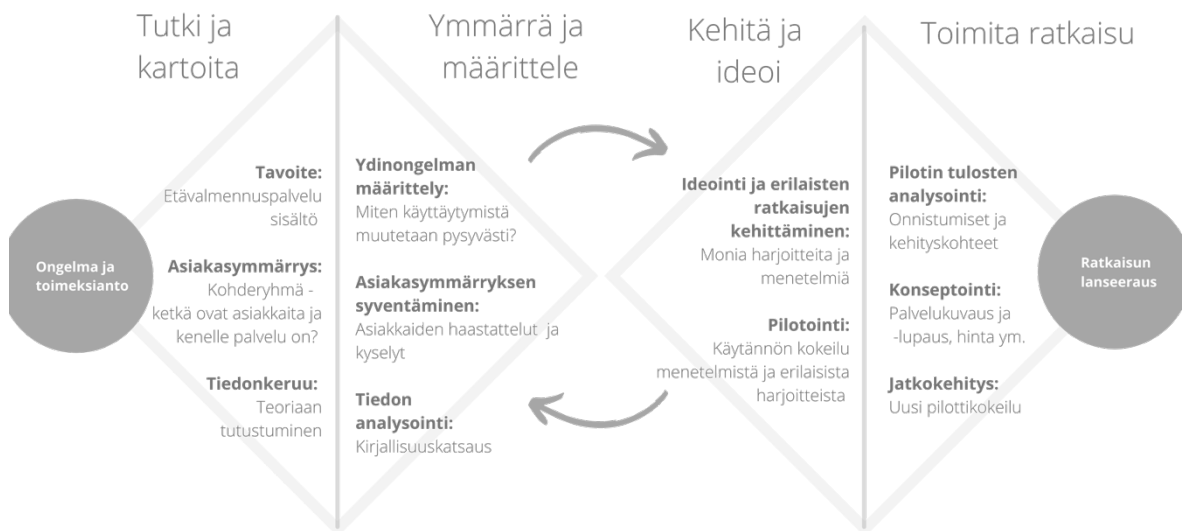 Tutki ja
kartoita
Ymmärrä ja
määrittele
Kehitä ja
ideoi
Toimita ratkaisu
Ongelma ja
toimeksianto
Tavoite:
Etävalmennuspalvelu
sisältö
Asiakasymmärrys:
Kohderyhmä -
ketkä ovat asiakkaita ja
kenelle palvelu on?
Tiedonkeruu:
Teoriaan
tutustuminen
Ydinongelman
määrittely:
Miten käyttäytymistä
muutetaan pysyvästi?
Asiakasymmärryksen
syventäminen:
Asiakkaiden haastattelut ja
kyselyt
Tiedon
analysointi:
Kirjallisuuskatsaus
Ideointi ja erilaisten
ratkaisujen
kehittäminen:
Monia harjoitteita ja
menetelmiä
Pilotointi:
Käytännön kokeilu
menetelmistä ja erilaisista
harjoitteista
Pilotin tulosten
analysointi:
Onnistumiset ja
kehityskohteet
Konseptointi:
Palvelukuvaus ja
-lupaus, hinta ym.
Jatkokehitys:
Uusi pilottikokeilu
Ratkaisun
lanseeraus